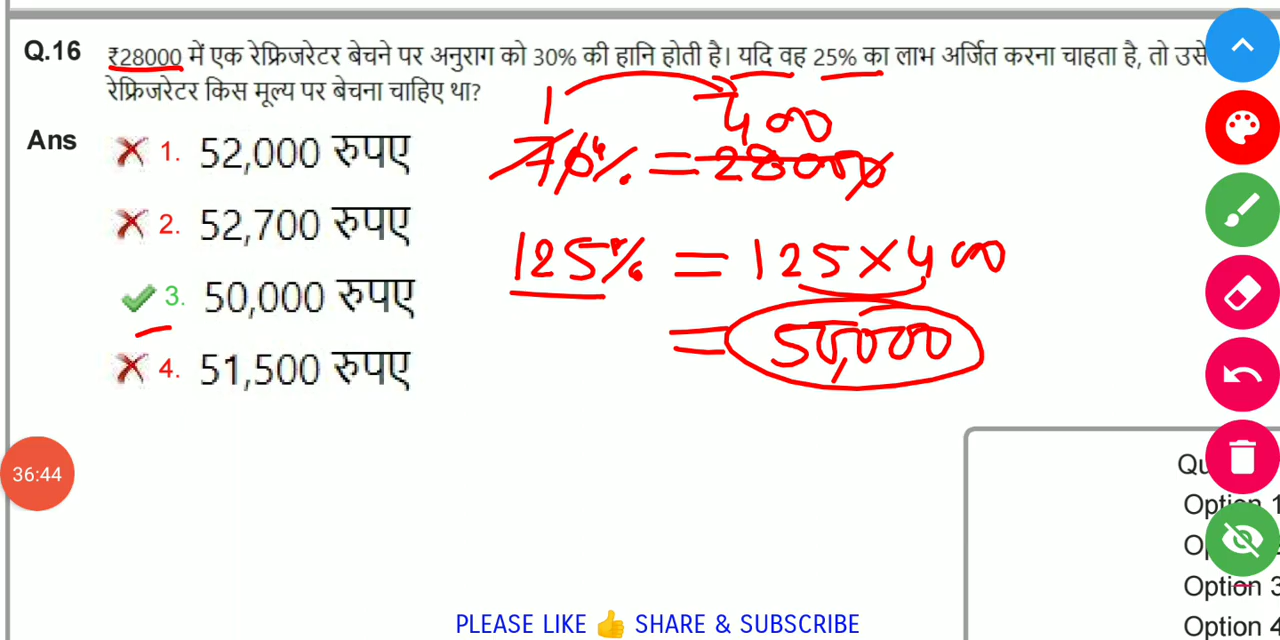 Q.16 ₹28000 में एक रेफ्रिजरेटर बेचने पर अनुराग को 30% की हानि होती है। यदि वह 25% का लाभ अर्जित करना चाहता है, तो उसे
रेफ्रिजरेटर किस मूल्य पर बेचना चाहिए था?
Ans
1. 52,000 रुपए
2. 52,700 रुपए
3. 50,000 रुपए
4. 51,500 रुपए
1 400
70% = 28000
125% = 125 × 400
= 50,000
36:44
Option 1
Option 3
Option 4
PLEASE LIKE 👍 SHARE & SUBSCRIBE